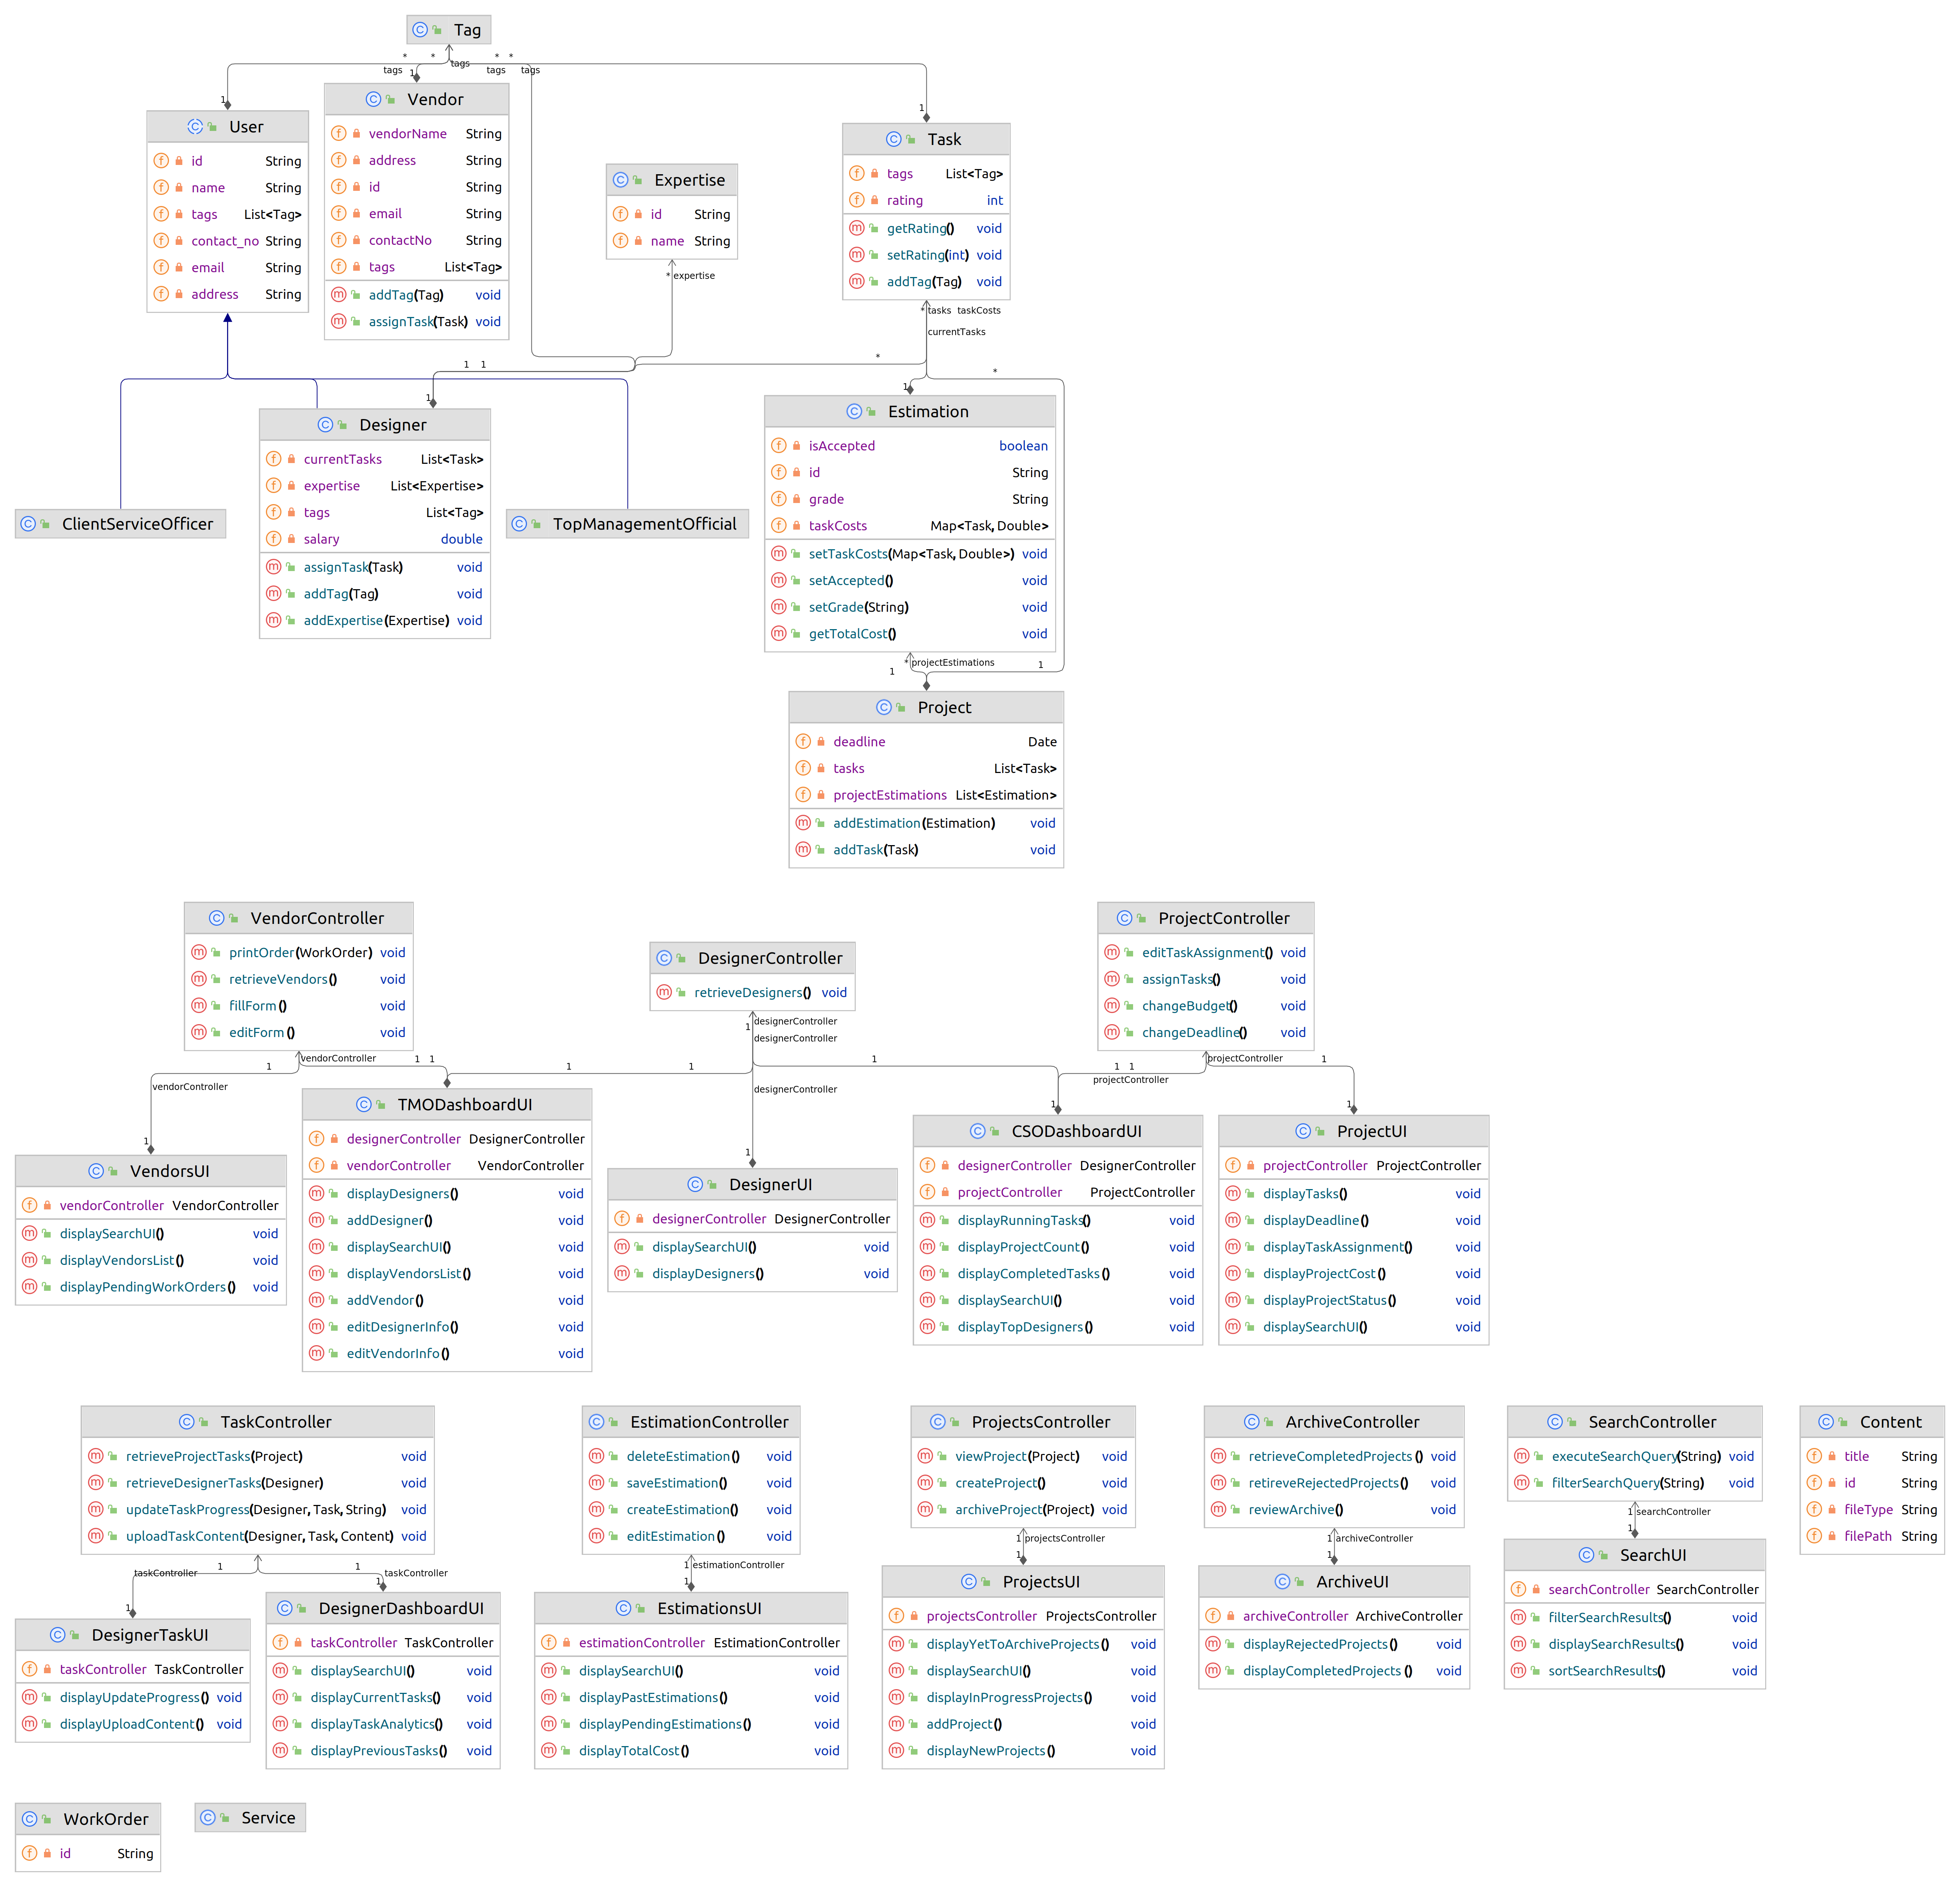 Tag
* * tags * *
tags 1 tags tags
1 User
id String
name String
tags List<Tag>
contact_no String
email String
address String
Vendor
vendorName String
address String
id String
email String
contactNo String
tags List<Tag>
addTag(Tag) void
assignTask(Task) void
Expertise
id String
name String
* expertise
1
Task
tags List<Tag>
rating int
getRating() void
setRating(int) void
addTag(Tag) void
* tasks taskCosts
currentTasks
1 1 * *
1
Designer
currentTasks List<Task>
expertise List<Expertise>
tags List<Tag>
salary double
assignTask(Task) void
addTag(Tag) void
addExpertise(Expertise) void
ClientServiceOfficer
TopManagementOfficial
1
Estimation
isAccepted boolean
id String
grade String
taskCosts Map<Task, Double>
setTaskCosts(Map<Task, Double>) void
setAccepted() void
setGrade(String) void
getTotalCost() void
* projectEstimations 1
1
Project
deadline Date
tasks List<Task>
projectEstimations List<Estimation>
addEstimation(Estimation) void
addTask(Task) void
VendorController
printOrder(WorkOrder) void
retrieveVendors() void
fillForm() void
editForm() void
DesignerController
retrieveDesigners() void
ProjectController
editTaskAssignment() void
assignTasks() void
changeBudget() void
changeDeadline() void
designerController
1
designerController
vendorController 1 1
1 1 1 1
vendorController
designerController
projectController
1 1 1
projectController
1
VendorsUI
vendorController VendorController
displaySearchUI() void
displayVendorsList() void
displayPendingWorkOrders() void
TMODashboardUI
designerController DesignerController
vendorController VendorController
displayDesigners() void
addDesigner() void
displaySearchUI() void
displayVendorsList() void
addVendor() void
editDesignerInfo() void
editVendorInfo() void
1
DesignerUI
designerController DesignerController
displaySearchUI() void
displayDesigners() void
1
CSODashboardUI
designerController DesignerController
projectController ProjectController
displayRunningTasks() void
displayProjectCount() void
displayCompletedTasks() void
displaySearchUI() void
displayTopDesigners() void
1
ProjectUI
projectController ProjectController
displayTasks() void
displayDeadline() void
displayTaskAssignment() void
displayProjectCost() void
displayProjectStatus() void
displaySearchUI() void
TaskController
retrieveProjectTasks(Project) void
retrieveDesignerTasks(Designer) void
updateTaskProgress(Designer, Task, String) void
uploadTaskContent(Designer, Task, Content) void
taskController 1 1 taskController
1
DesignerTaskUI
taskController TaskController
displayUpdateProgress() void
displayUploadContent() void
1
DesignerDashboardUI
taskController TaskController
displaySearchUI() void
displayCurrentTasks() void
displayTaskAnalytics() void
displayPreviousTasks() void
EstimationController
deleteEstimation() void
saveEstimation() void
createEstimation() void
editEstimation() void
1 estimationController
1
EstimationsUI
estimationController EstimationController
displaySearchUI() void
displayPastEstimations() void
displayPendingEstimations() void
displayTotalCost() void
ProjectsController
viewProject(Project) void
createProject() void
archiveProject(Project) void
1 projectsController
1
ProjectsUI
projectsController ProjectsController
displayYetToArchiveProjects() void
displaySearchUI() void
displayInProgressProjects() void
addProject() void
displayNewProjects() void
ArchiveController
retrieveCompletedProjects() void
retireveRejectedProjects() void
reviewArchive() void
1 archiveController
1
ArchiveUI
archiveController ArchiveController
displayRejectedProjects() void
displayCompletedProjects() void
SearchController
executeSearchQuery(String) void
filterSearchQuery(String) void
1 searchController
1
SearchUI
searchController SearchController
filterSearchResults() void
displaySearchResults() void
sortSearchResults() void
Content
title String
id String
fileType String
filePath String
WorkOrder
id String
Service